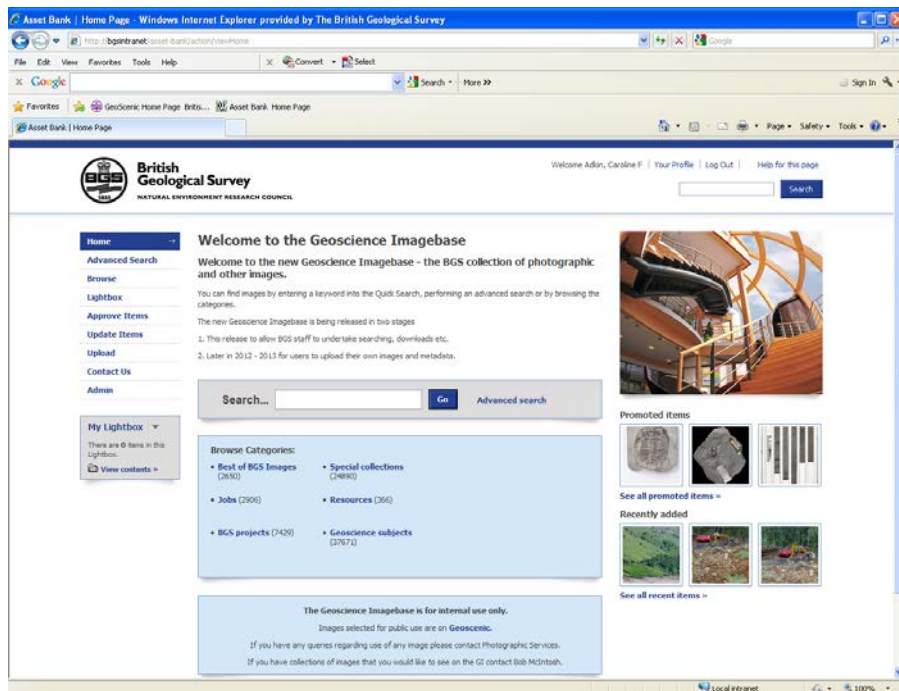 Asset Bank | Home Page - Windows Internet Explorer provided by The British Geological Survey
http://bgsintranet/asset-bank/action/viewHome
Google
File Edit View Favorites Tools Help
x Convert Select
x Google Search More >>
Sign In
Favorites GeoScenic Home Page Britis... Asset Bank Home Page
Asset Bank | Home Page
Page Safety Tools
British
Geological Survey
NATURAL ENVIRONMENT RESEARCH COUNCIL
BGS
1835
Welcome Adkin, Caroline F | Your Profile | Log Out | Help for this page
Search
Home →
Advanced Search
Browse
Lightbox
Approve Items
Update Items
Upload
Contact Us
Admin
My Lightbox
There are 0 items in this
Lightbox.
View contents »
Welcome to the Geoscience Imagebase
Welcome to the new Geoscience Imagebase - the BGS collection of photographic
and other images.
You can find images by entering a keyword into the Quick Search, performing an advanced search or by browsing the
categories.
The new Geoscience Imagebase is being released in two stages
1. This release to allow BGS staff to undertake searching, downloads etc.
2. Later in 2012 - 2013 for users to upload their own images and metadata.
Search... Go Advanced search
Browse Categories:
• Best of BGS Images
(2650)
• Special collections
(24890)
• Jobs (2906)
• Resources (366)
• BGS projects (7429)
• Geoscience subjects
(37671)
The Geoscience Imagebase is for internal use only.
Images selected for public use are on Geoscenic.
If you have any queries regarding use of any image please contact Photographic Services.
If you have collections of images that you would like to see on the GI contact Bob McIntosh.
Promoted items
See all promoted items »
Recently added
See all recent items »
Local intranet
100%